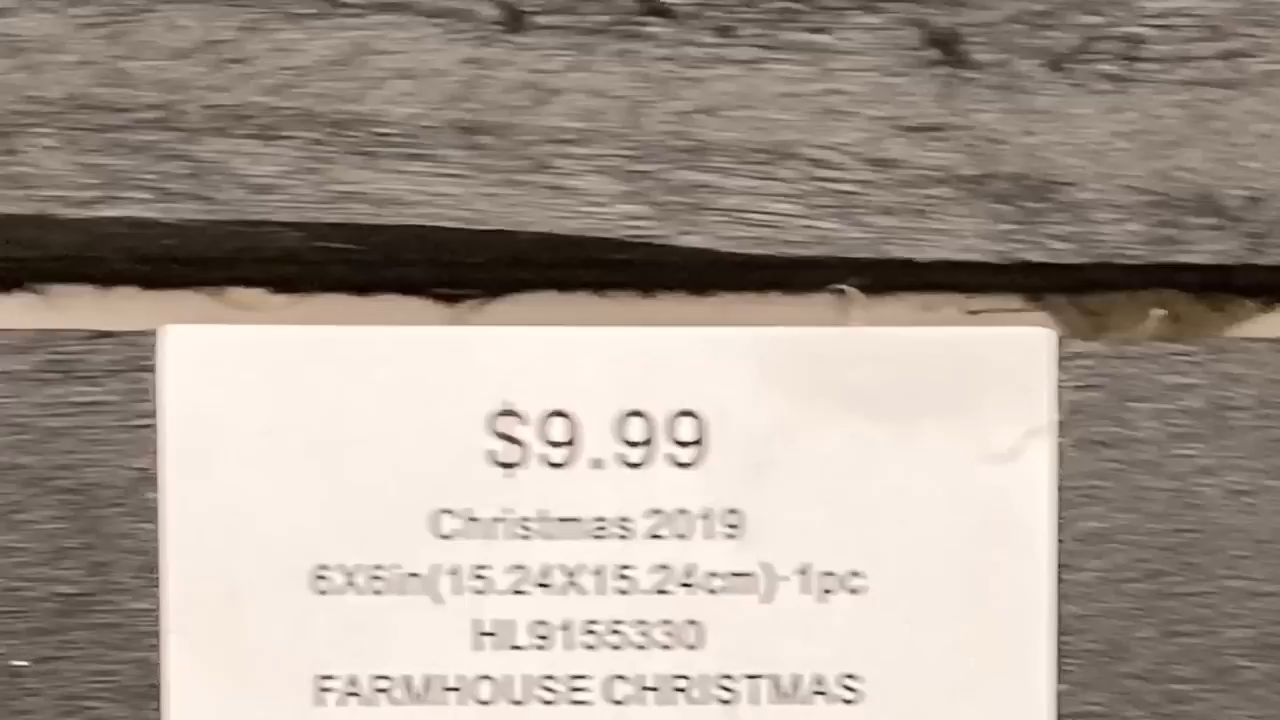 $9.99
Christmas 2019
6X6in(15.24X15.24cm)-1pc
HL9155330
FARMHOUSE CHRISTMAS